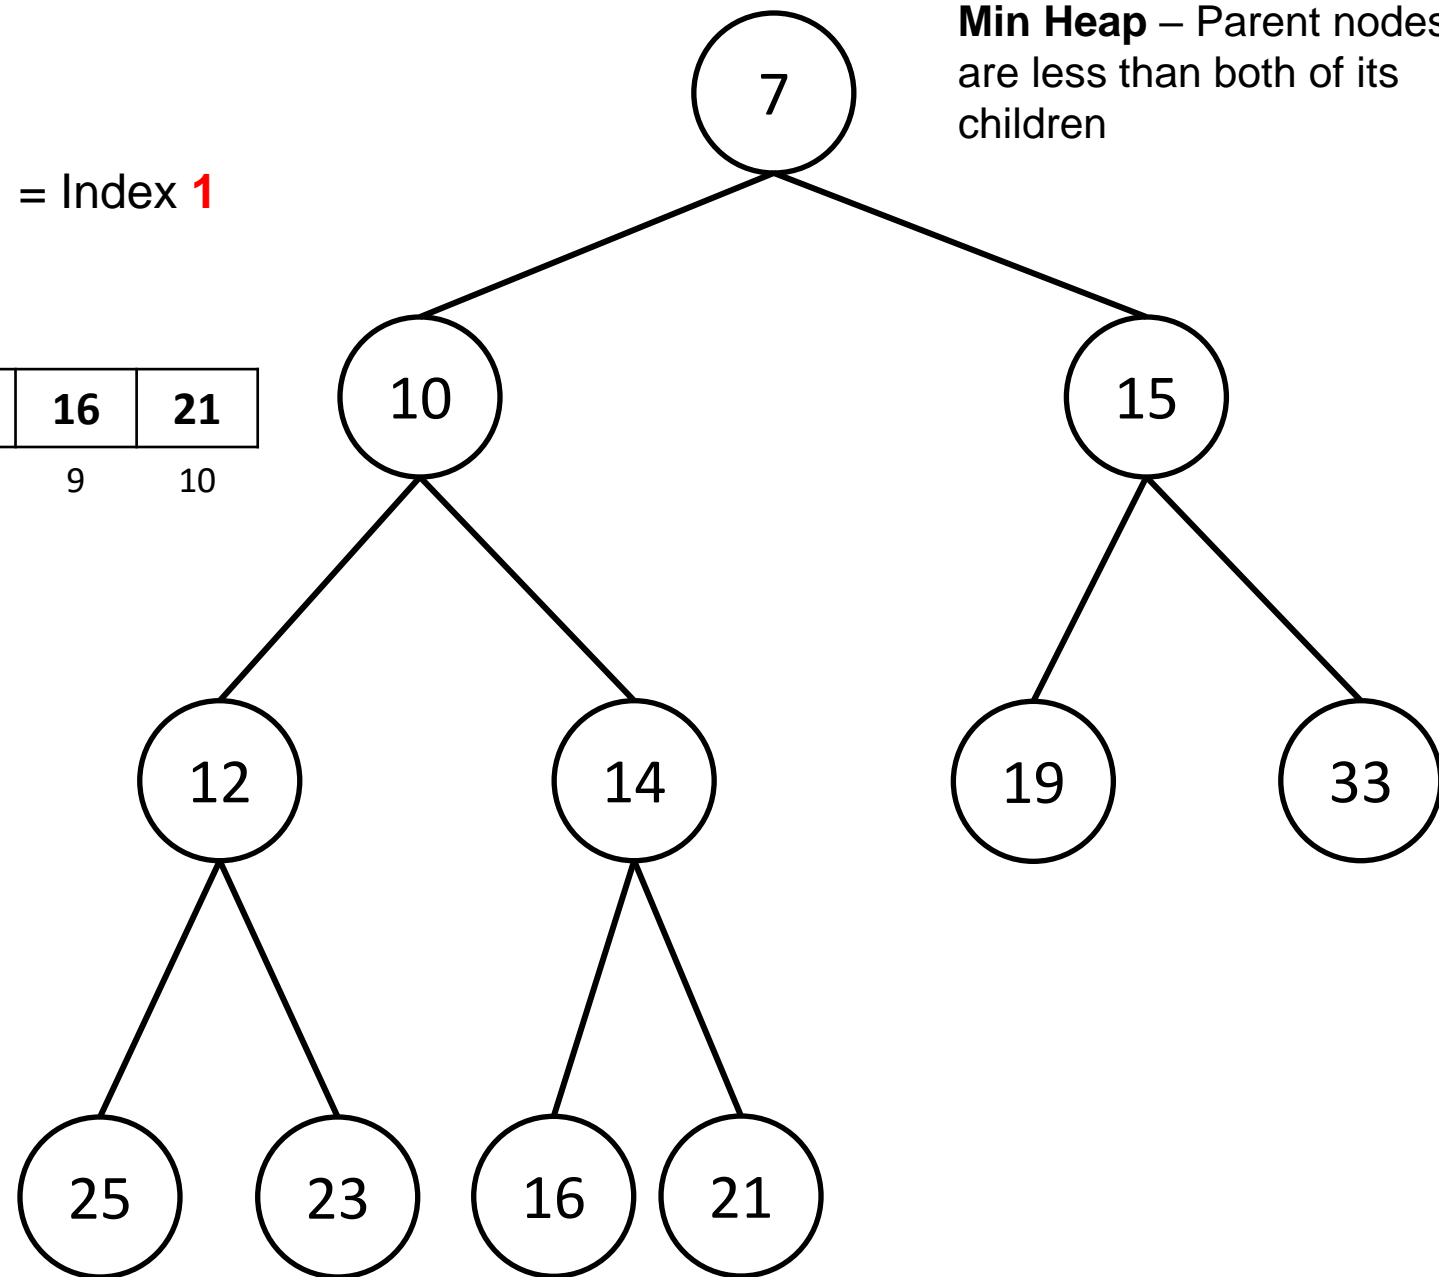 Min Heap – Parent nodes
are less than both of its
children
7
= Index 1
10 15
16 21
9 10
12 14 19 33
25 23 16 21